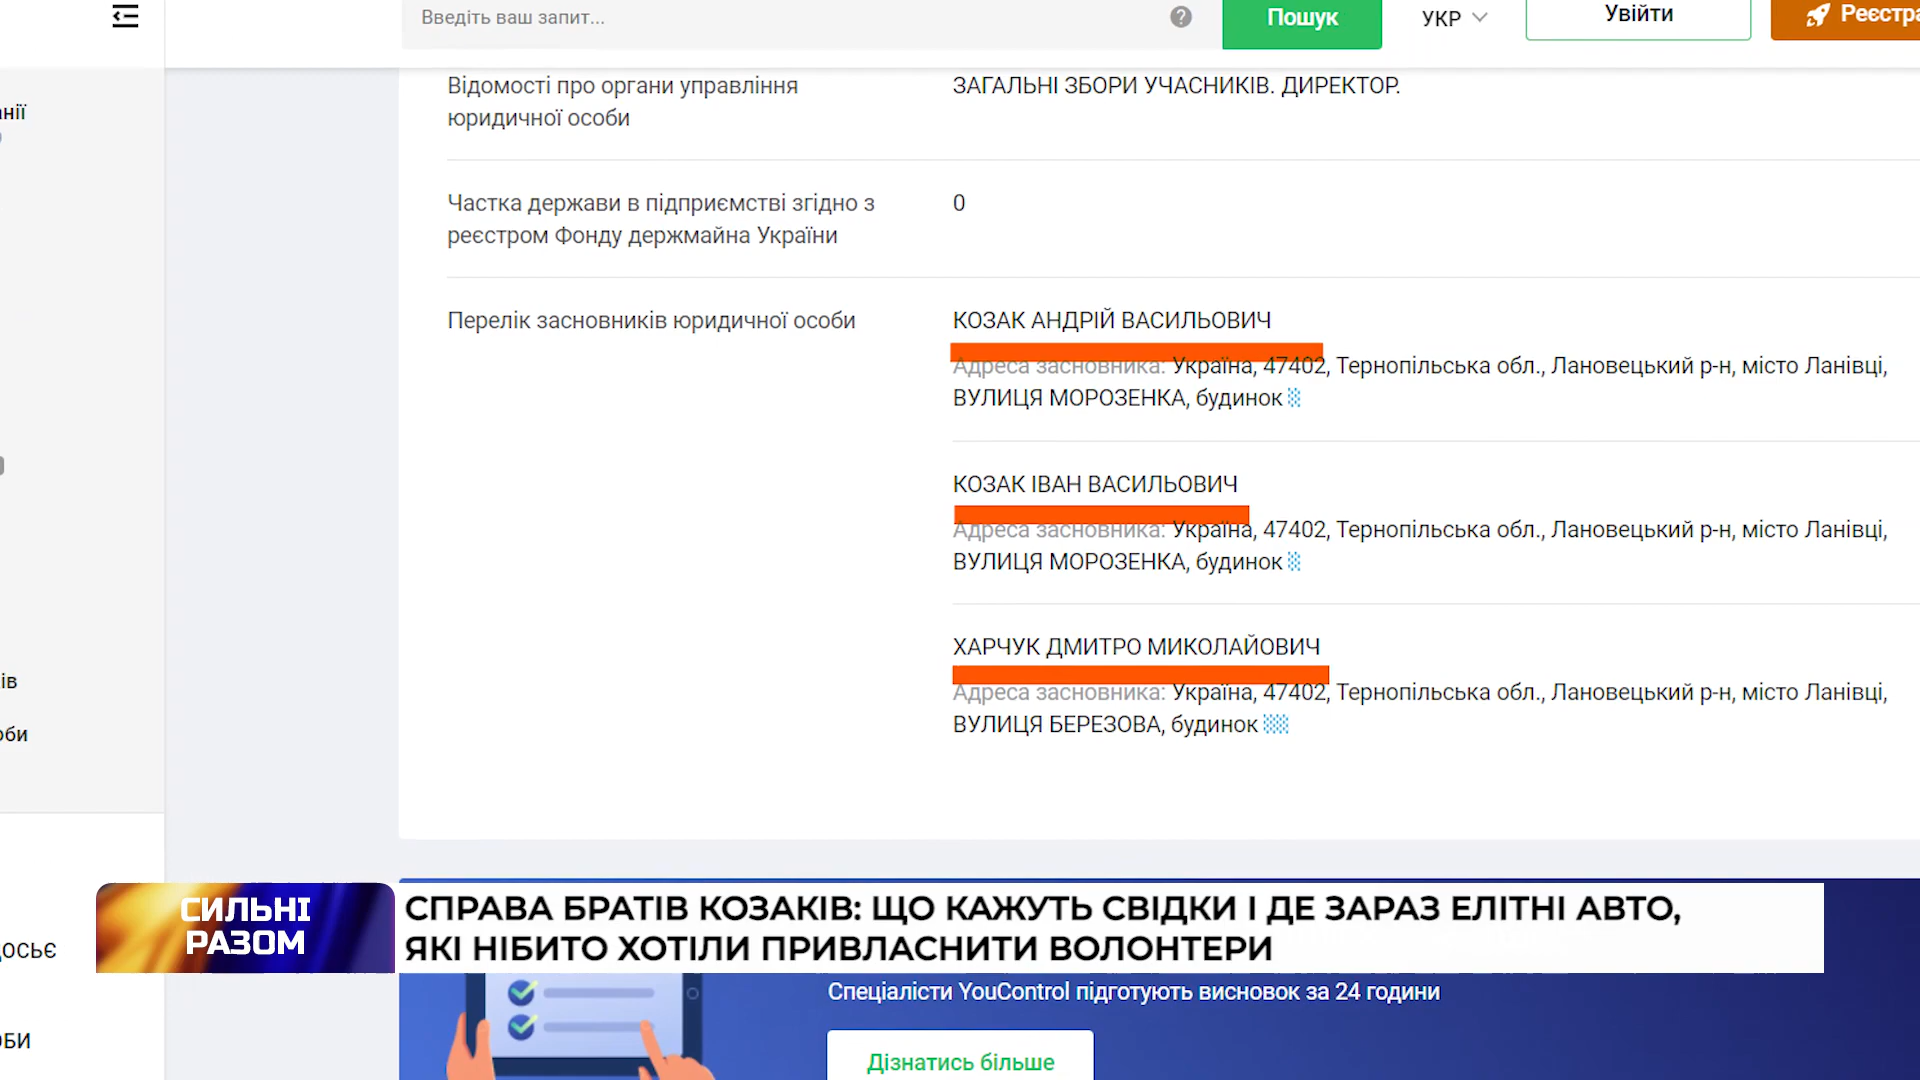 Введіть ваш запит...
?
Пошук
УКР
Увійти
Реєстра
нії
Відомості про органи управління
юридичної особи
ЗАГАЛЬНІ ЗБОРИ УЧАСНИКІВ. ДИРЕКТОР.
Частка держави в підприємстві згідно з
реєстром Фонду держмайна України
0
Перелік засновників юридичної особи
КОЗАК АНДРІЙ ВАСИЛЬОВИЧ
Адреса засновника: Україна, 47402, Тернопільська обл., Лановецький р-н, місто Ланівці,
ВУЛИЦЯ МОРОЗЕНКА, будинок
КОЗАК ІВАН ВАСИЛЬОВИЧ
Адреса засновника: Україна, 47402, Тернопільська обл., Лановецький р-н, місто Ланівці,
ВУЛИЦЯ МОРОЗЕНКА, будинок
ХАРЧУК ДМИТРО МИКОЛАЙОВИЧ
Адреса засновника: Україна, 47402, Тернопільська обл., Лановецький р-н, місто Ланівці,
ВУЛИЦЯ БЕРЕЗОВА, будинок
ів
оби
СИЛЬНІ
РАЗОМ
СПРАВА БРАТІВ КОЗАКІВ: ЩО КАЖУТЬ СВІДКИ І ДЕ ЗАРАЗ ЕЛІТНІ АВТО,
ЯКІ НІБИТО ХОТІЛИ ПРИВЛАСНИТИ ВОЛОНТЕРИ
досьє
ОБИ
Спеціалісти YouControl підготують висновок за 24 години
Дізнатись більше